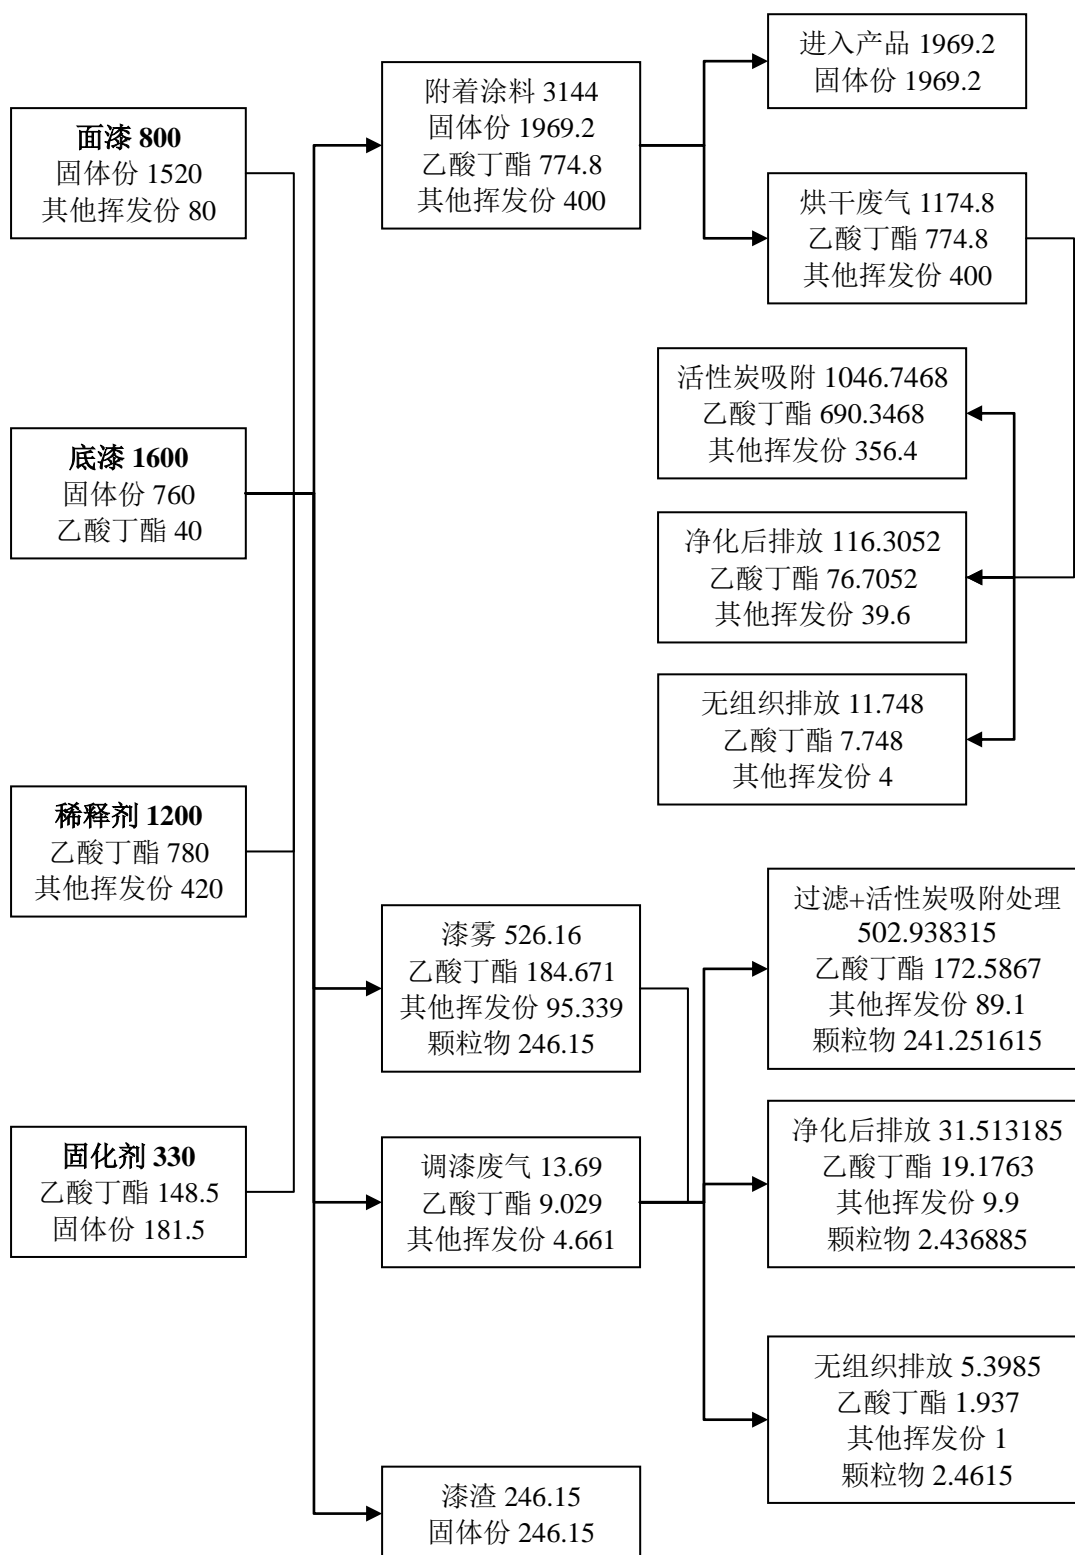 面漆 800
固体份 1520
其他挥发份 80
底漆 1600
固体份 760
乙酸丁酯 40
稀释剂 1200
乙酸丁酯 780
其他挥发份 420
固化剂 330
乙酸丁酯 148.5
固体份 181.5
附着涂料 3144
固体份 1969.2
乙酸丁酯 774.8
其他挥发份 400
漆雾 526.16
乙酸丁酯 184.671
其他挥发份 95.339
颗粒物 246.15
调漆废气 13.69
乙酸丁酯 9.029
其他挥发份 4.661
漆渣 246.15
固体份 246.15
进入产品 1969.2
固体份 1969.2
烘干废气 1174.8
乙酸丁酯 774.8
其他挥发份 400
活性炭吸附 1046.7468
乙酸丁酯 690.3468
其他挥发份 356.4
净化后排放 116.3052
乙酸丁酯 76.7052
其他挥发份 39.6
无组织排放 11.748
乙酸丁酯 7.748
其他挥发份 4
过滤+活性炭吸附处理
502.938315
乙酸丁酯 172.5867
其他挥发份 89.1
颗粒物 241.251615
净化后排放 31.513185
乙酸丁酯 19.1763
其他挥发份 9.9
颗粒物 2.436885
无组织排放 5.3985
乙酸丁酯 1.937
其他挥发份 1
颗粒物 2.4615